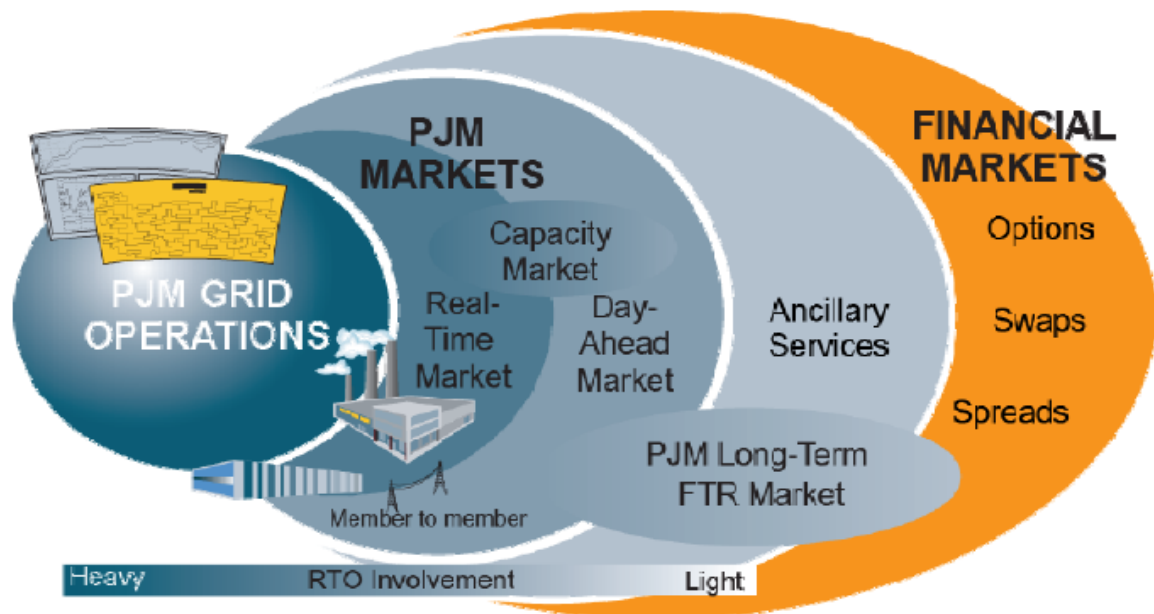 PJM GRID
OPERATIONS
PJM
MARKETS
Capacity
Market
Real-
Time
Market
Day-
Ahead
Market
Member to member
Ancillary
Services
PJM Long-Term
FTR Market
FINANCIAL
MARKETS
Options
Swaps
Spreads
Heavy RTO Involvement Light